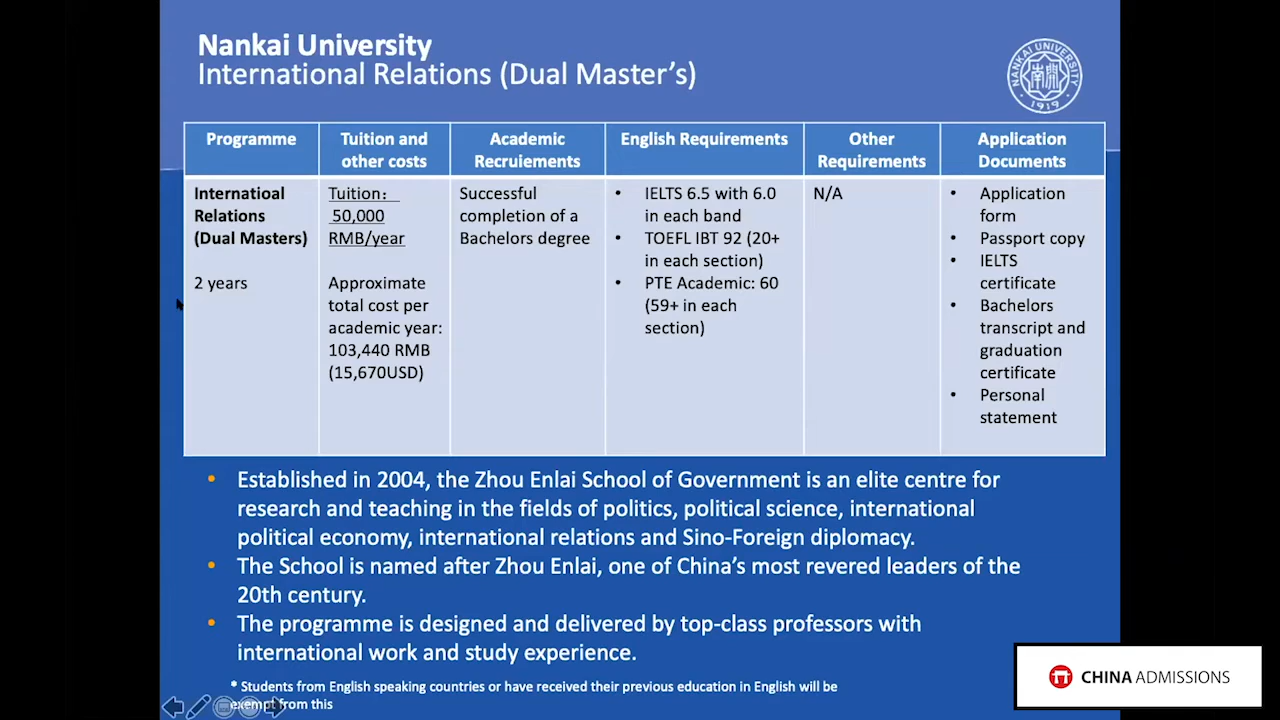 Nankai University
International Relations (Dual Master's)
NANKAI UNIVERSITY
1919
Programme
Tuition and
other costs
Academic
Recruiements
English Requirements
Other
Requirements
Application
Documents
Internatioal
Relations
(Dual Masters)
2 years
Tuition：
50,000
RMB/year
Approximate
total cost per
academic year:
103,440 RMB
(15,670USD)
Successful
completion of a
Bachelors degree
• IELTS 6.5 with 6.0
in each band
• TOEFL IBT 92 (20+
in each section)
• PTE Academic: 60
(59+ in each
section)
N/A
• Application
form
• Passport copy
• IELTS
certificate
• Bachelors
transcript and
graduation
certificate
• Personal
statement
• Established in 2004, the Zhou Enlai School of Government is an elite centre for
research and teaching in the fields of politics, political science, international
political economy, international relations and Sino-Foreign diplomacy.
• The School is named after Zhou Enlai, one of China's most revered leaders of the
20th century.
• The programme is designed and delivered by top-class professors with
international work and study experience.
* Students from English speaking countries or have received their previous education in English will be
exempt from this
CHINA ADMISSIONS